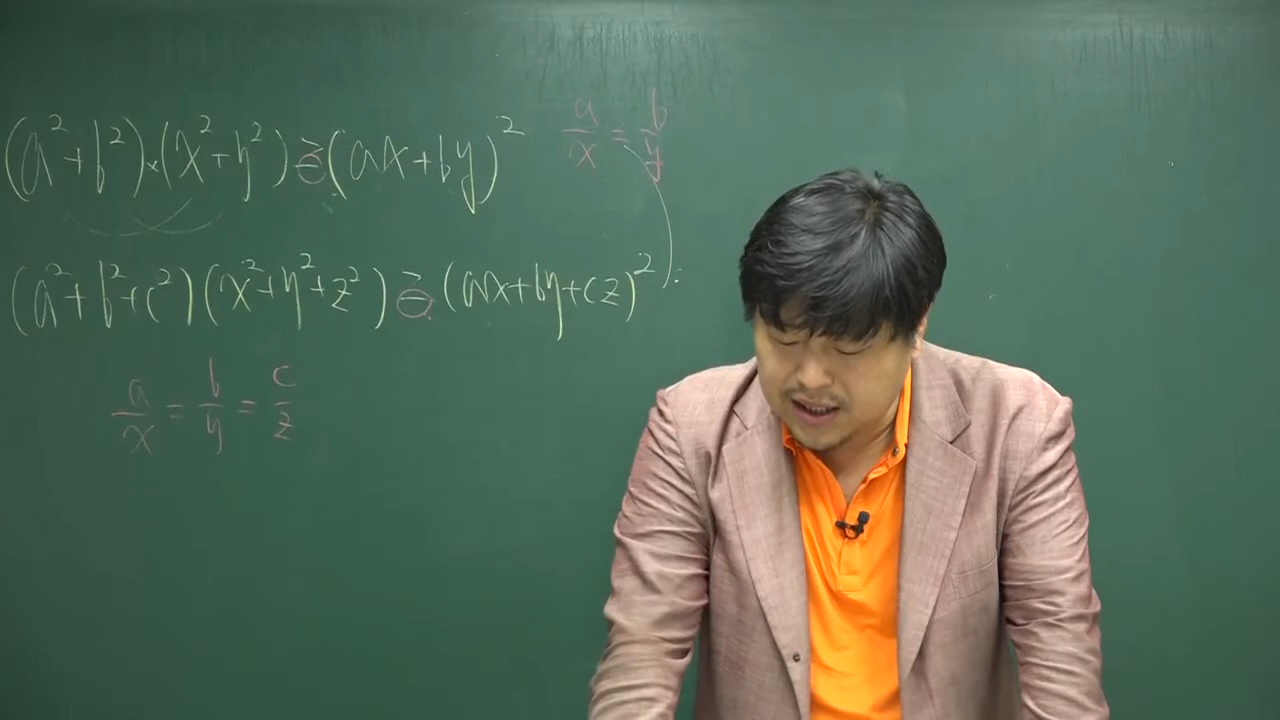 (a²+b²)×(x²+y²)≥(ax+by)² a/x = b/y
(a²+b²+c²)(x²+y²+z²)≥(ax+by+cz)²
a/x = b/y = c/z